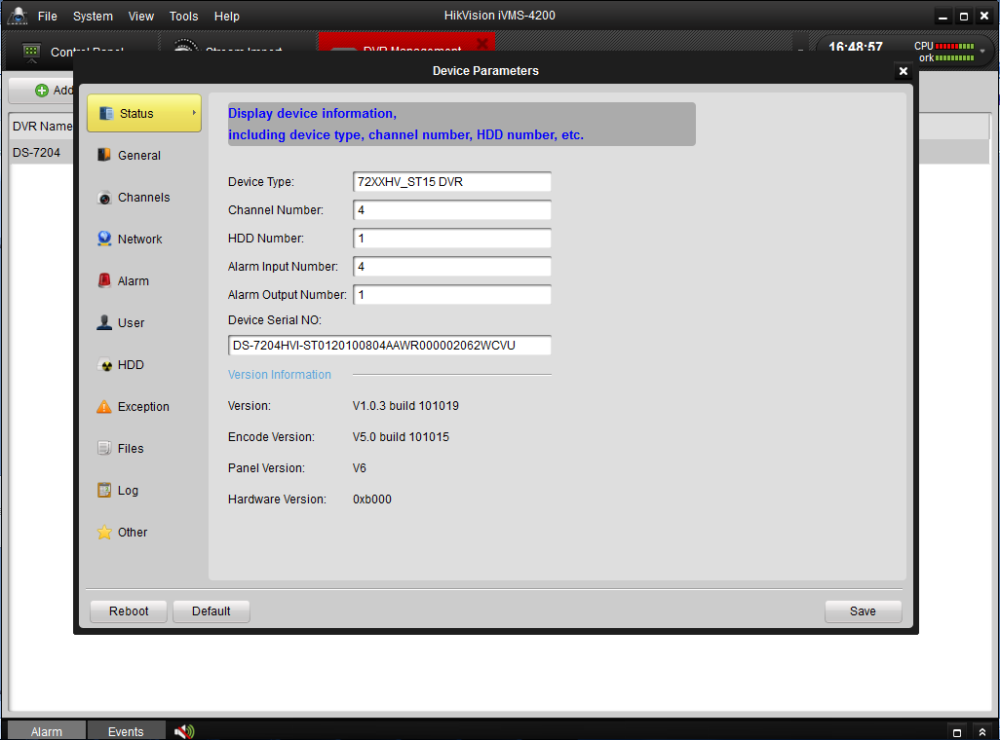 File System View Tools Help HikVision iVMS-4200
Control Panel Stream Import DVR Management 16:48:57 CPU
ork
Device Parameters
Add
DVR Name
DS-7204
Status
General
Channels
Network
Alarm
User
HDD
Exception
Files
Log
Other
Display device information,
including device type, channel number, HDD number, etc.
Device Type: 72XXHV_ST15 DVR
Channel Number: 4
HDD Number: 1
Alarm Input Number: 4
Alarm Output Number: 1
Device Serial NO:
DS-7204HVI-ST0120100804AAWR000002062WCVU
Version Information
Version: V1.0.3 build 101019
Encode Version: V5.0 build 101015
Panel Version: V6
Hardware Version: 0xb000
Reboot Default Save
Alarm Events